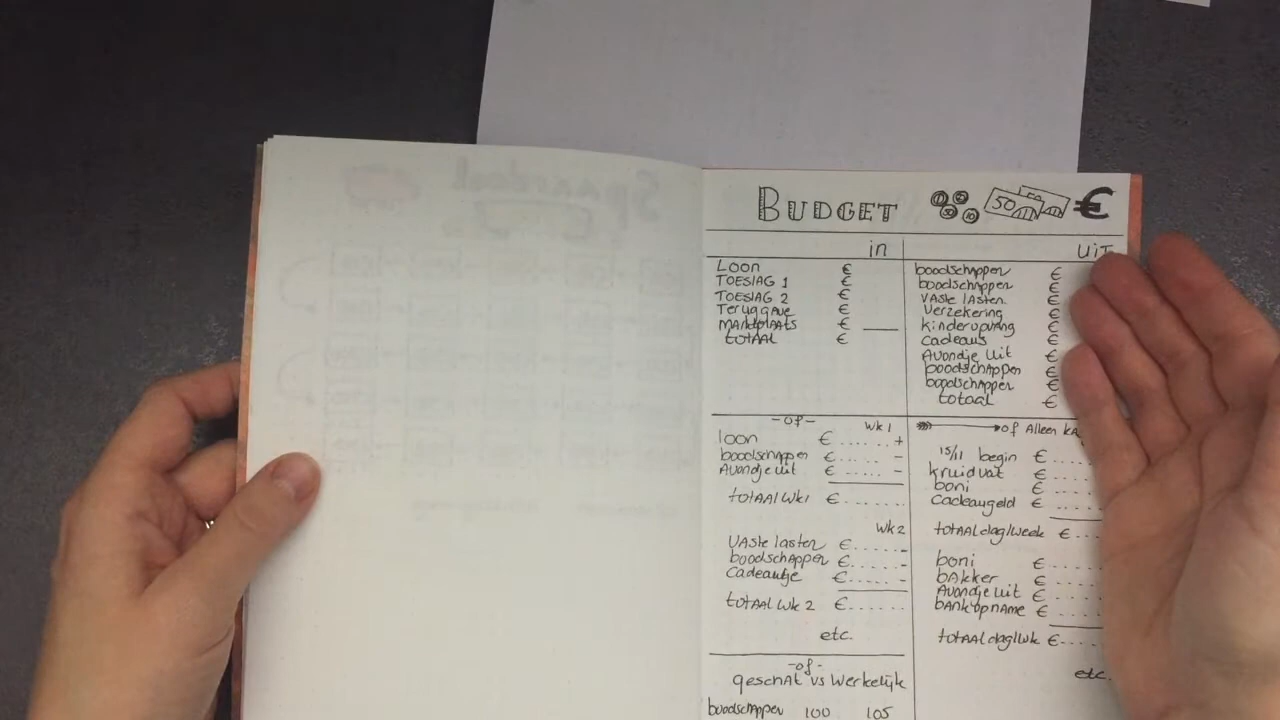 BUDGET 50 €
in
Loon €
TOESLAG 1 €
TOESLAG 2 €
Teruggave €
MARKtplaats €
totAAL €
uit
boodschappen €
boodschappen €
VASte lasten €
Verzekering €
kinderopvang €
cadeaus €
Avondje uit €
boodschappen €
boodschappen €
totaal €
-of- Wk1
loon € ...... +
boodschappen € ..... -
Avondje uit € ..... -
totAAL Wk1 € ......
Wk2
VASte lasten € ...... -
boodschappen € ..... -
cadeautje € ..... -
totAAL Wk 2 € ......
etc.
of Alleen
15/11 begin € ....
kruidvat € ....
boni € ....
cadeaugeld € ....
totAAL dag/week € ....
boni € ....
bAkker € ....
Avondje uit € ....
bankopname € ....
totAAL dag/wk € ....
etc.
-of-
geschAt vs Werkelijk
boodschappen 100 105
Spaardoel